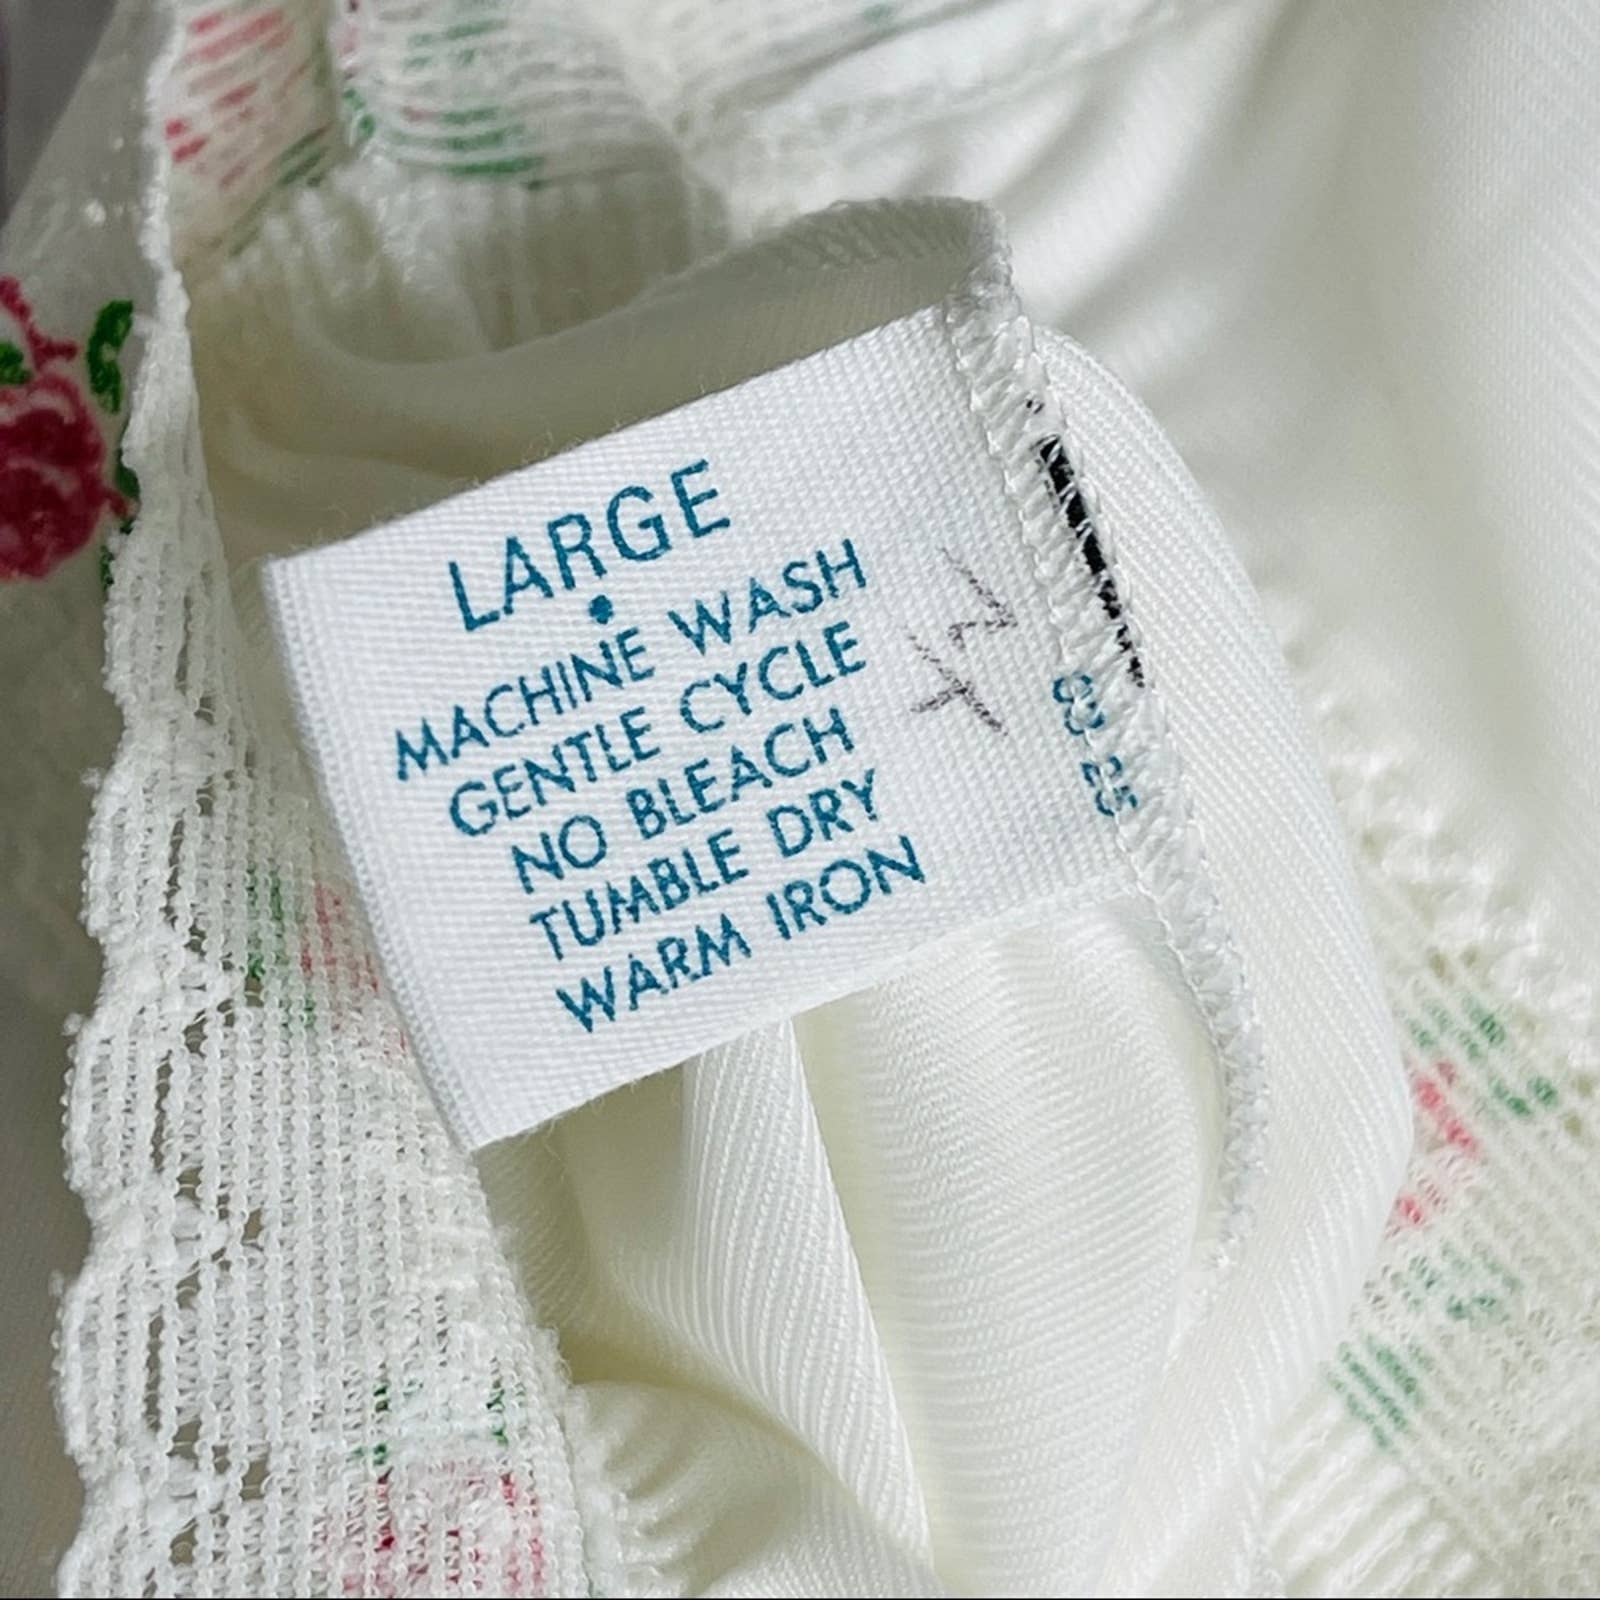 LARGE
•
MACHINE WASH
GENTLE CYCLE
NO BLEACH
TUMBLE DRY
WARM IRON